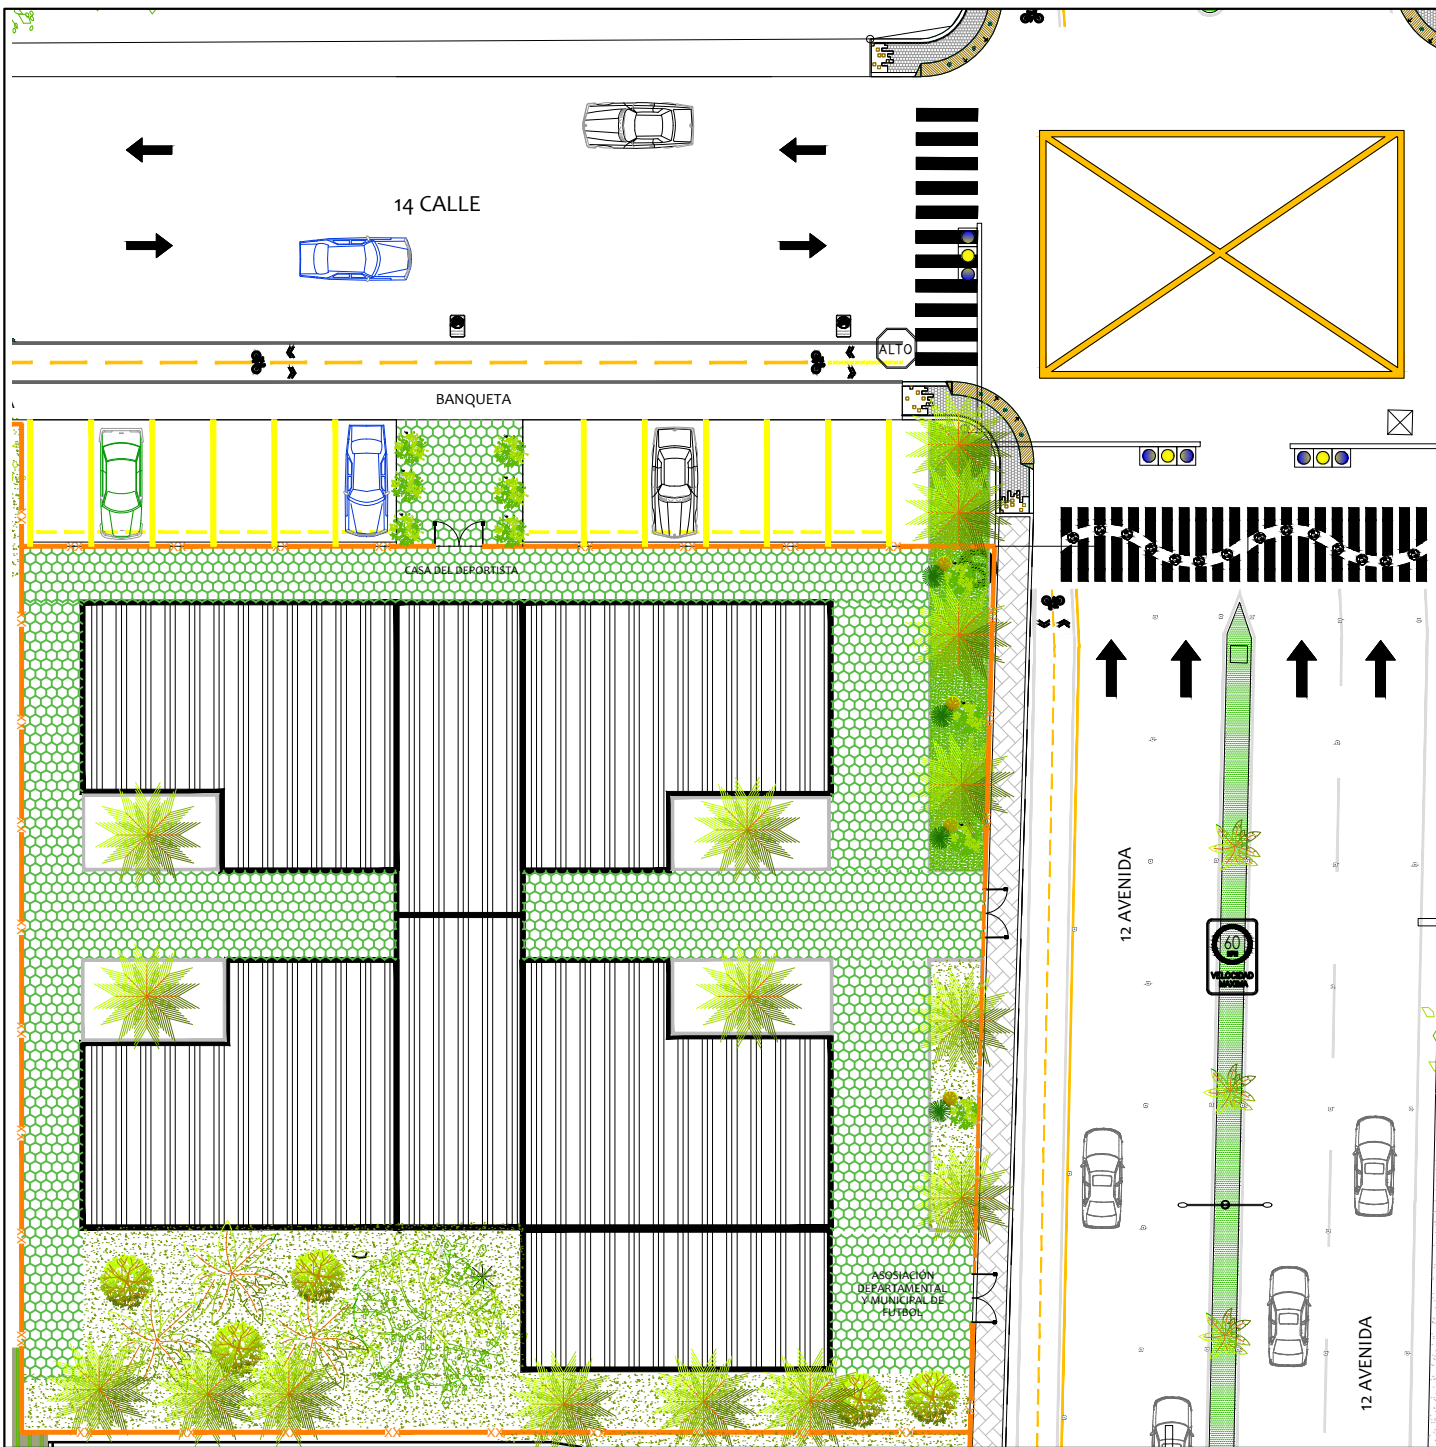 14 CALLE
ALTO
BANQUETA
CASA DEL DEPORTISTA
12 AVENIDA
60
VELOCIDAD
MAXIMA
ASOSIACIÓN
DEPARTAMENTAL
Y MUNICIPAL DE
FUTBOL
12 AVENIDA